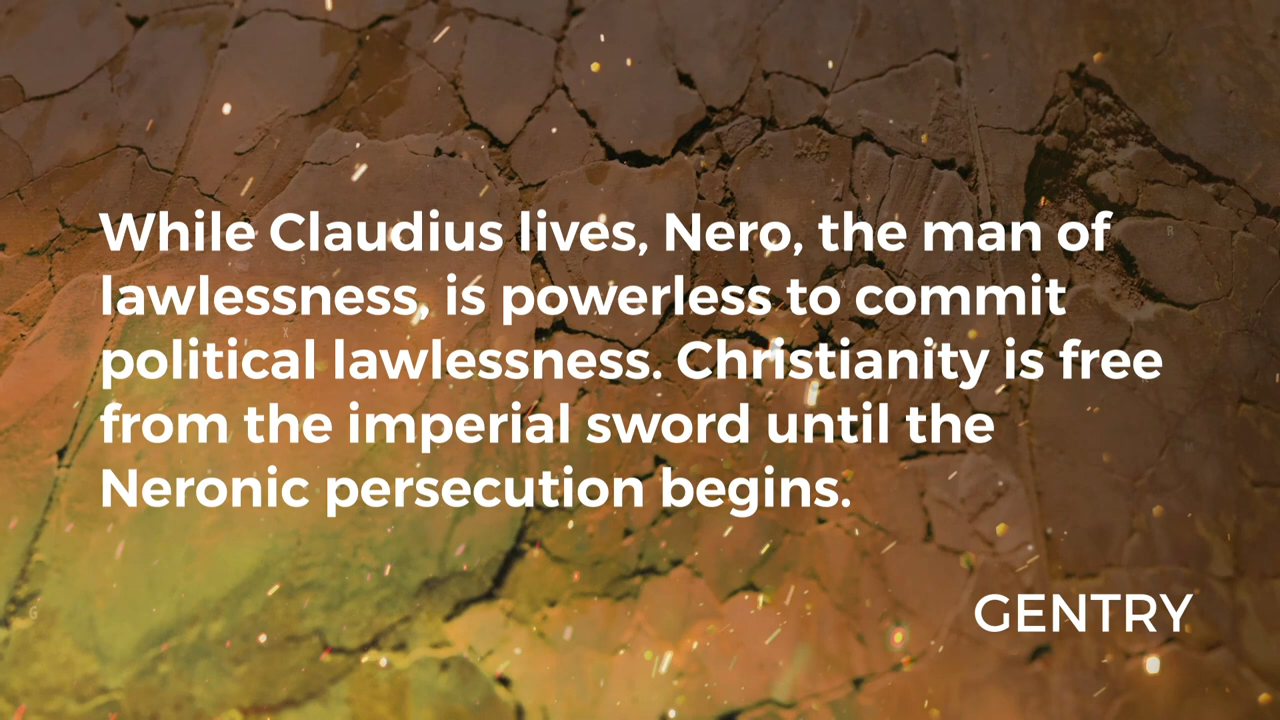 While Claudius lives, Nero, the man of
lawlessness, is powerless to commit
political lawlessness. Christianity is free
from the imperial sword until the
Neronic persecution begins.
GENTRY